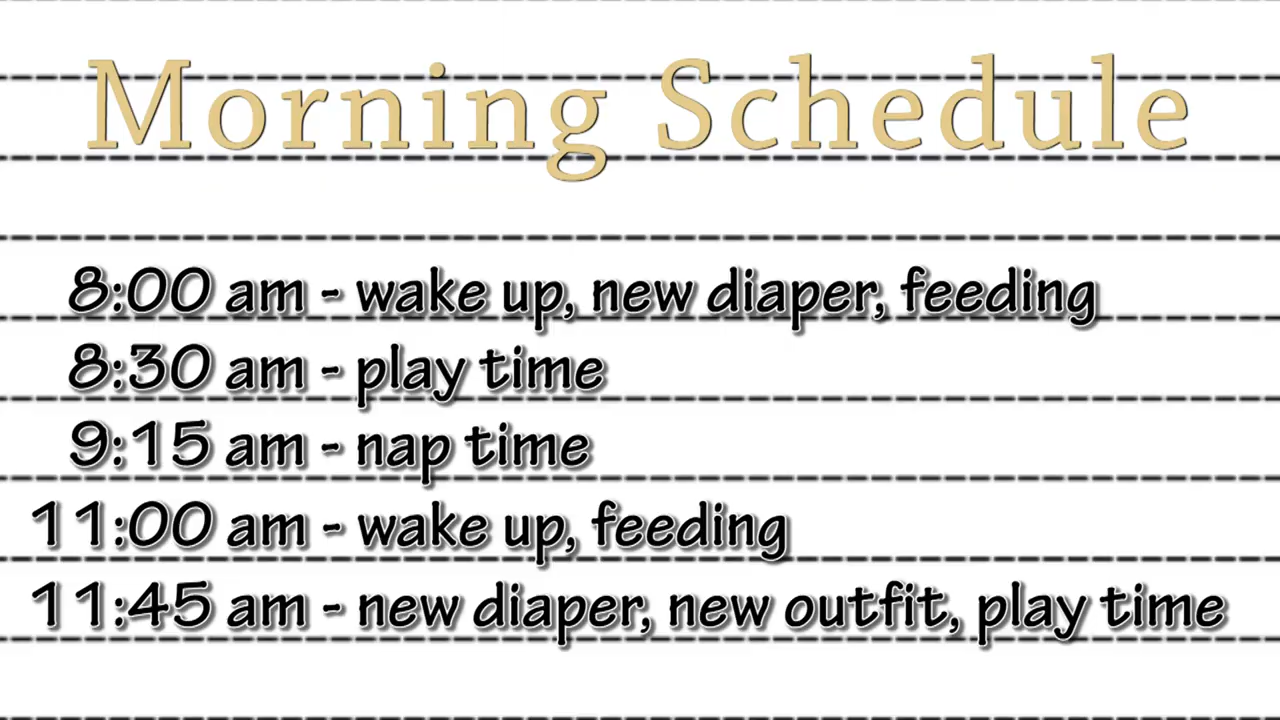 Morning Schedule
8:00 am - wake up, new diaper, feeding
8:30 am - play time
9:15 am - nap time
11:00 am - wake up, feeding
11:45 am - new diaper, new outfit, play time